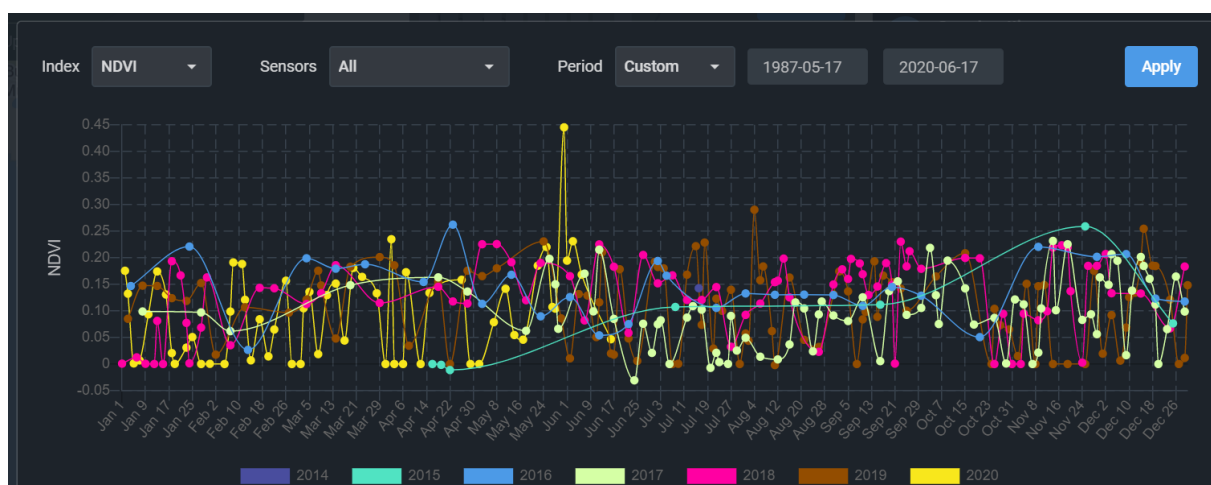 Index NDVI Sensors All Period Custom 1987-05-17 2020-06-17 Apply
NDVI
0.45
0.40
0.35
0.30
0.25
0.20
0.15
0.10
0.05
0
-0.05
Jan 1 Jan 9 Jan 17 Jan 25 Feb 2 Feb 10 Feb 18 Feb 26 Mar 5 Mar 13 Mar 21 Mar 29 Apr 6 Apr 14 Apr 22 Apr 30 May 8 May 16 May 24 Jun 1 Jun 9 Jun 17 Jun 25 Jul 3 Jul 11 Jul 19 Jul 27 Aug 4 Aug 12 Aug 20 Aug 28 Sep 5 Sep 13 Sep 21 Sep 29 Oct 7 Oct 15 Oct 23 Oct 31 Nov 8 Nov 16 Nov 24 Dec 2 Dec 10 Dec 18 Dec 26
2014 2015 2016 2017 2018 2019 2020